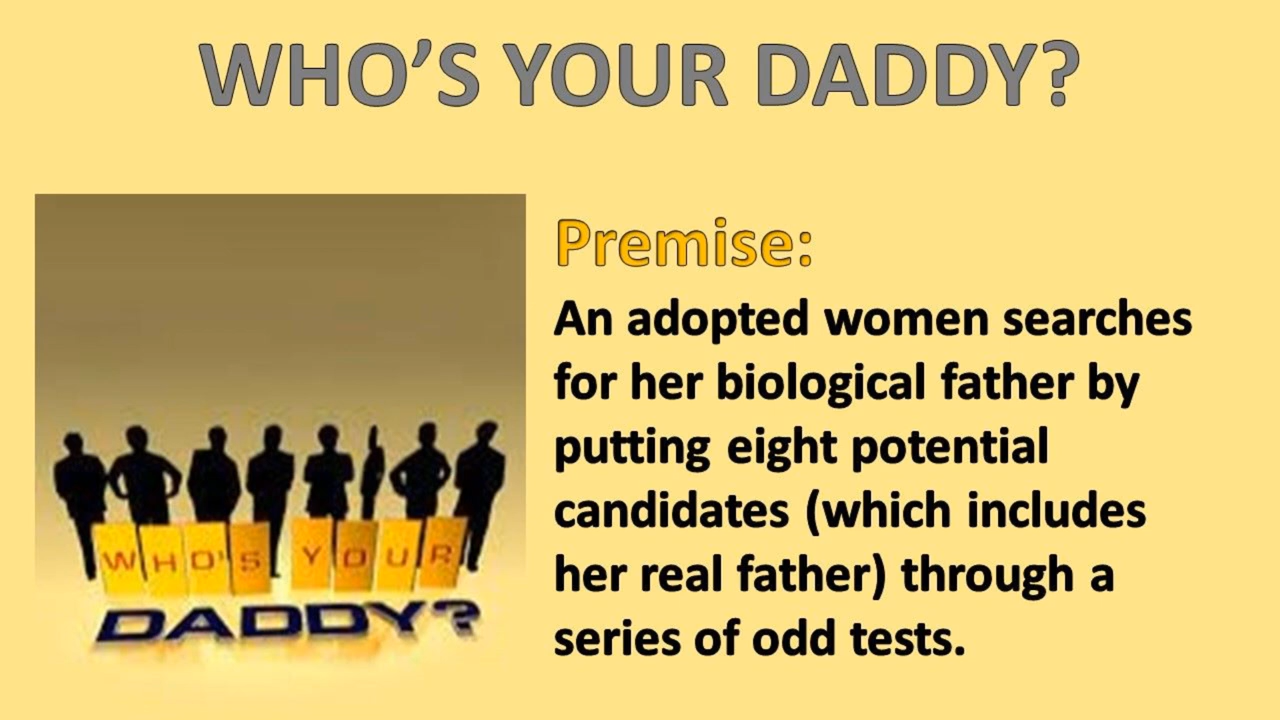 WHO'S YOUR DADDY?
Premise:
An adopted women searches
for her biological father by
putting eight potential
candidates (which includes
her real father) through a
series of odd tests.
WHO'S YOUR
DADDY?